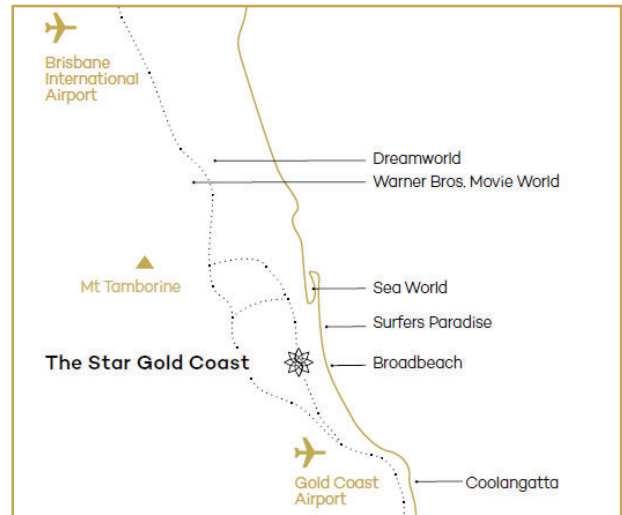 Brisbane
International
Airport
Dreamworld
Warner Bros. Movie World
Mt Tamborine
Sea World
Surfers Paradise
The Star Gold Coast
Broadbeach
Gold Coast
Airport
Coolangatta